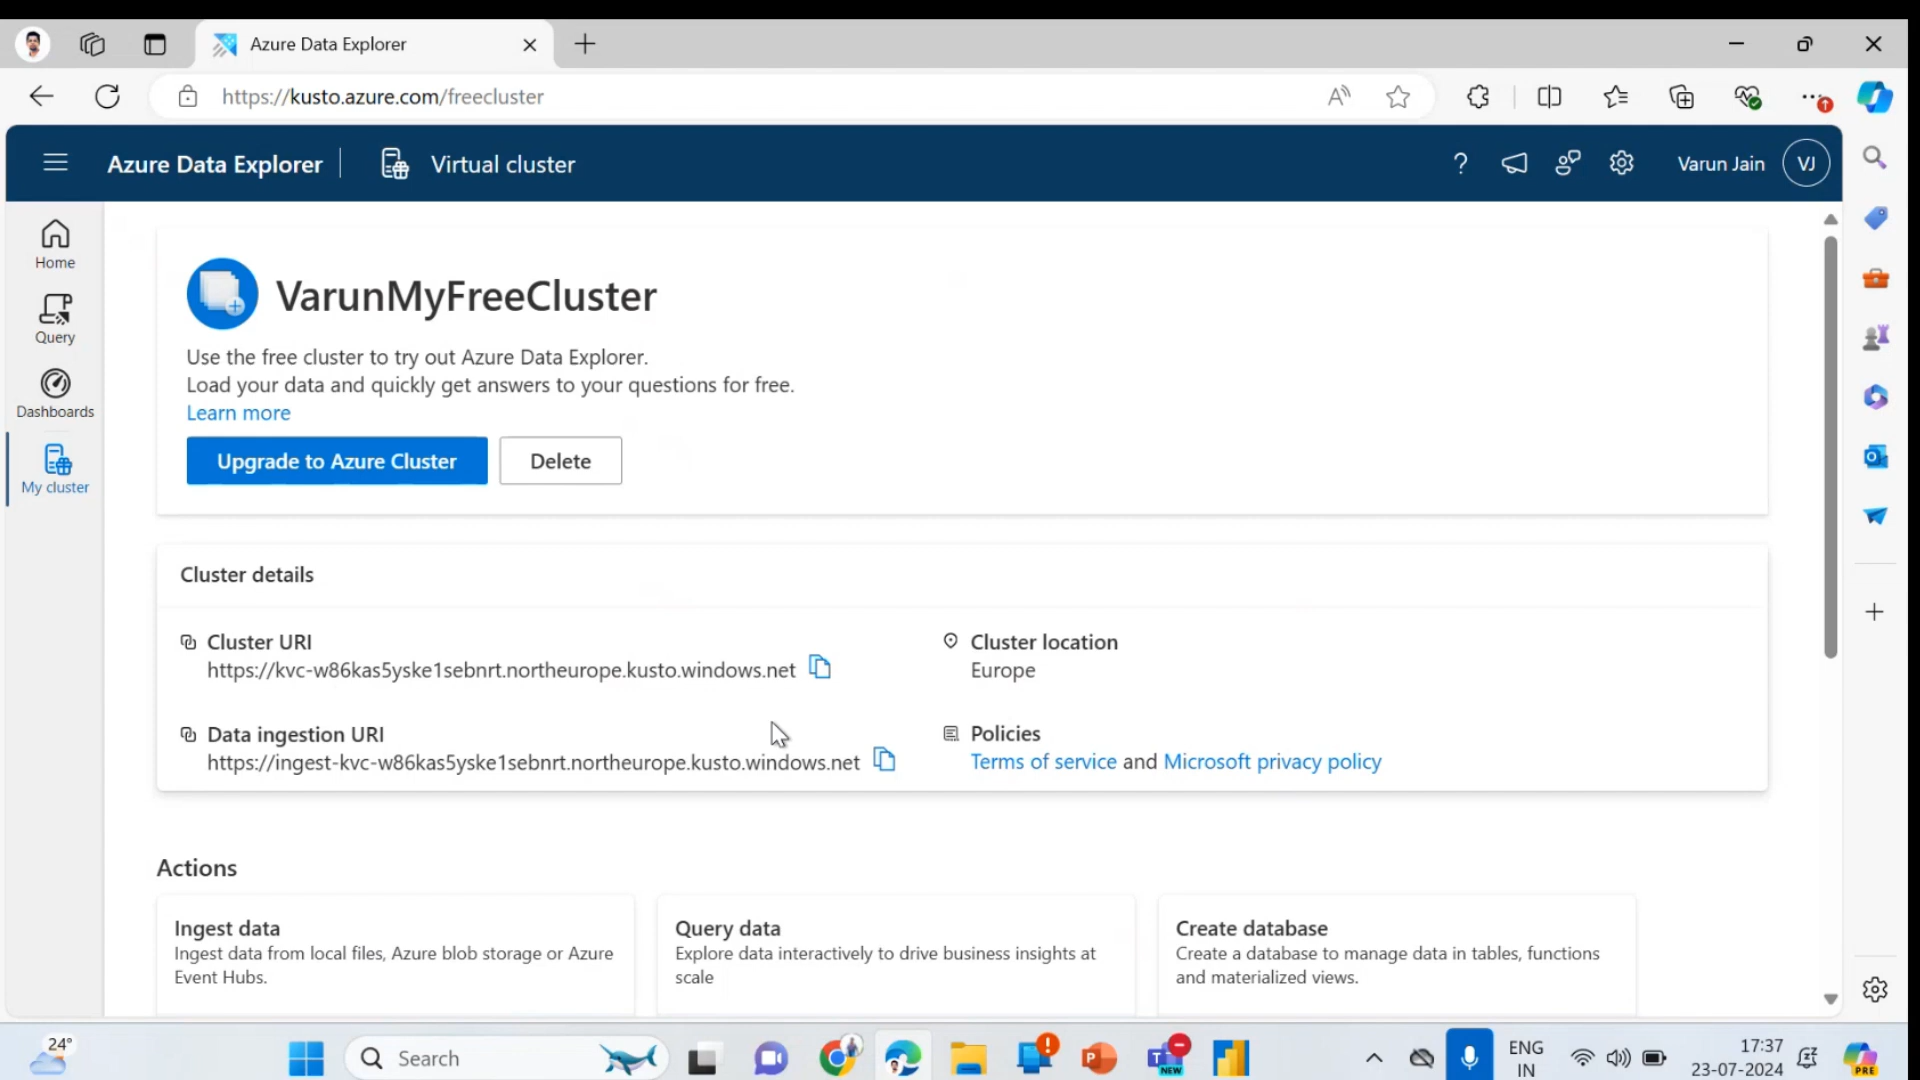 Azure Data Explorer
https://kusto.azure.com/freecluster
Azure Data Explorer
Virtual cluster
?
Varun Jain
VJ
Home
Query
Dashboards
My cluster
VarunMyFreeCluster
Use the free cluster to try out Azure Data Explorer.
Load your data and quickly get answers to your questions for free.
Learn more
Upgrade to Azure Cluster
Delete
Cluster details
Cluster URI
https://kvc-w86kas5yske1sebnrt.northeurope.kusto.windows.net
Cluster location
Europe
Data ingestion URI
https://ingest-kvc-w86kas5yske1sebnrt.northeurope.kusto.windows.net
Policies
Terms of service and Microsoft privacy policy
Actions
Ingest data
Ingest data from local files, Azure blob storage or Azure
Event Hubs.
Query data
Explore data interactively to drive business insights at
scale
Create database
Create a database to manage data in tables, functions
and materialized views.
24°
Search
NEW
ENG
IN
17:37
23-07-2024
PRE